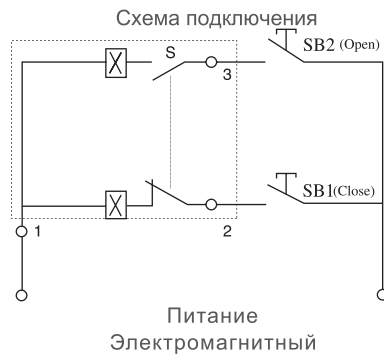 Схема подключения
S
3
SB2 (Open)
SB1(Close)
1
2
Питание
Электромагнитный